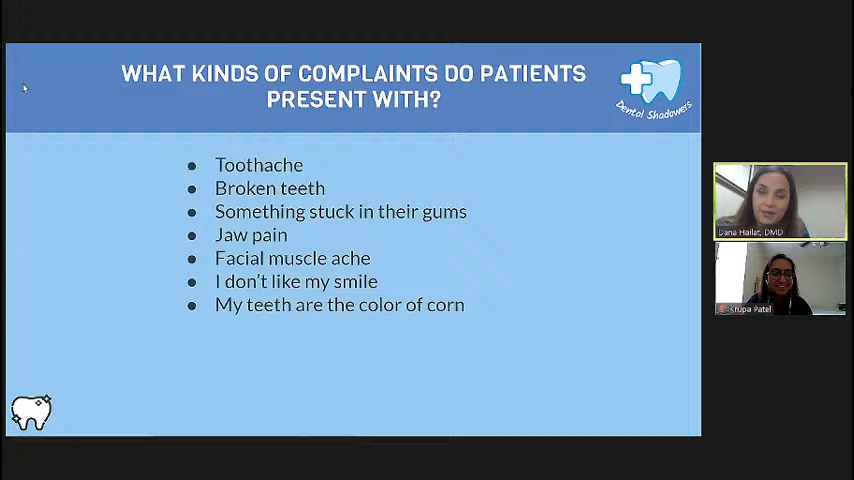 WHAT KINDS OF COMPLAINTS DO PATIENTS
PRESENT WITH?
Dental Shadowers
● Toothache
● Broken teeth
● Something stuck in their gums
● Jaw pain
● Facial muscle ache
● I don't like my smile
● My teeth are the color of corn
Dana Hailat, DMD
Krupa Patel